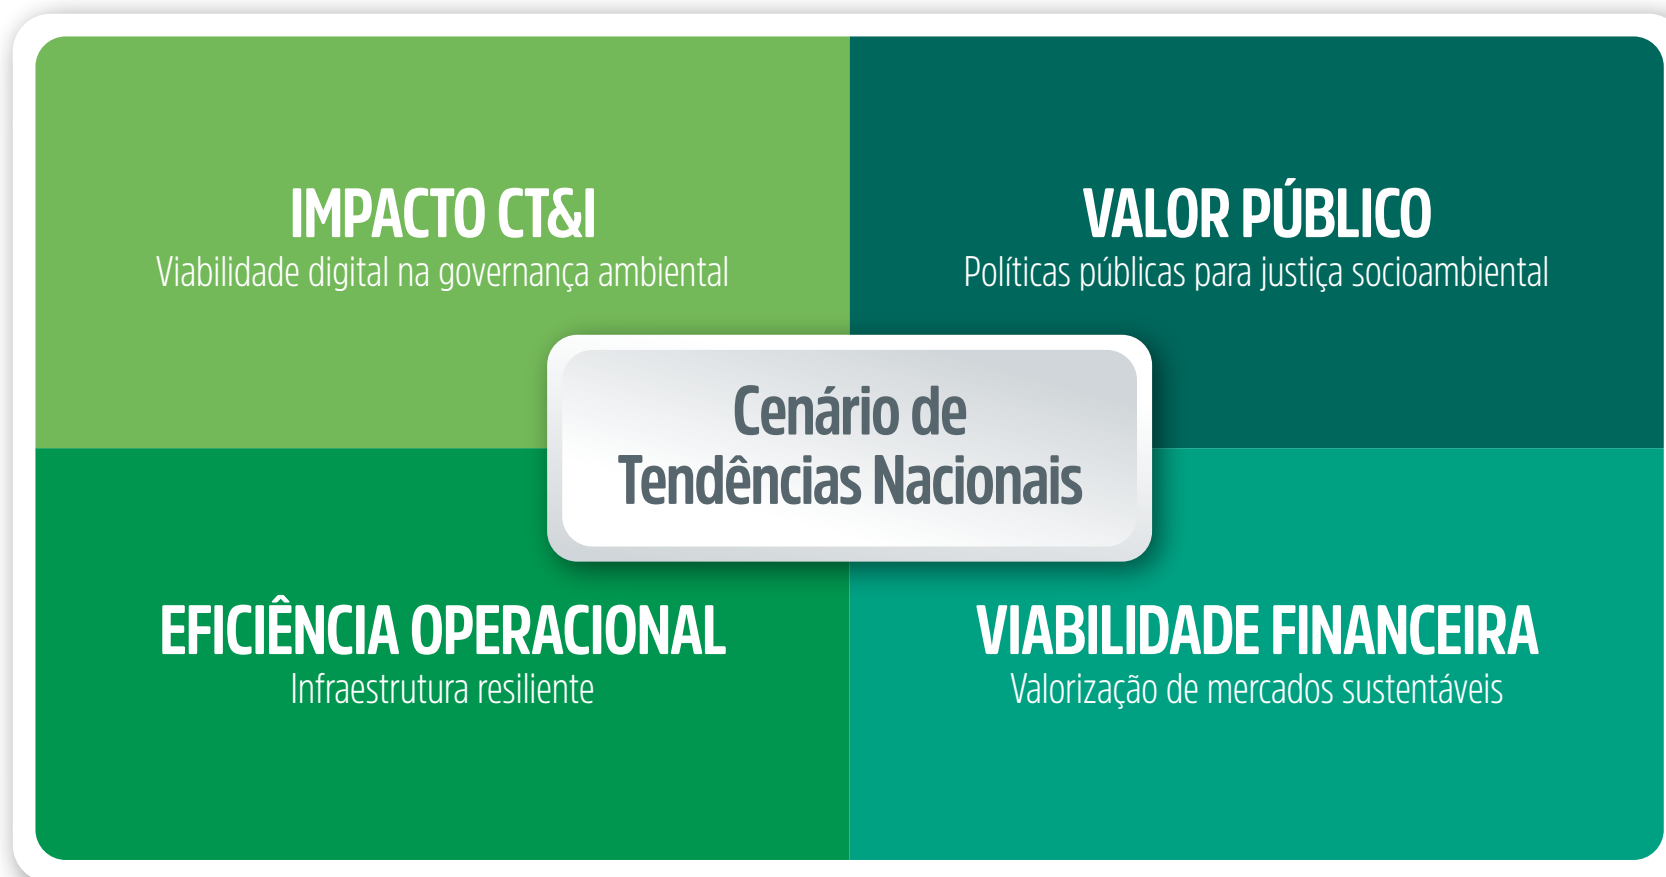 IMPACTO CT&I
Viabilidade digital na governança ambiental
VALOR PÚBLICO
Políticas públicas para justiça socioambiental
Cenário de
Tendências Nacionais
EFICIÊNCIA OPERACIONAL
Infraestrutura resiliente
VIABILIDADE FINANCEIRA
Valorização de mercados sustentáveis